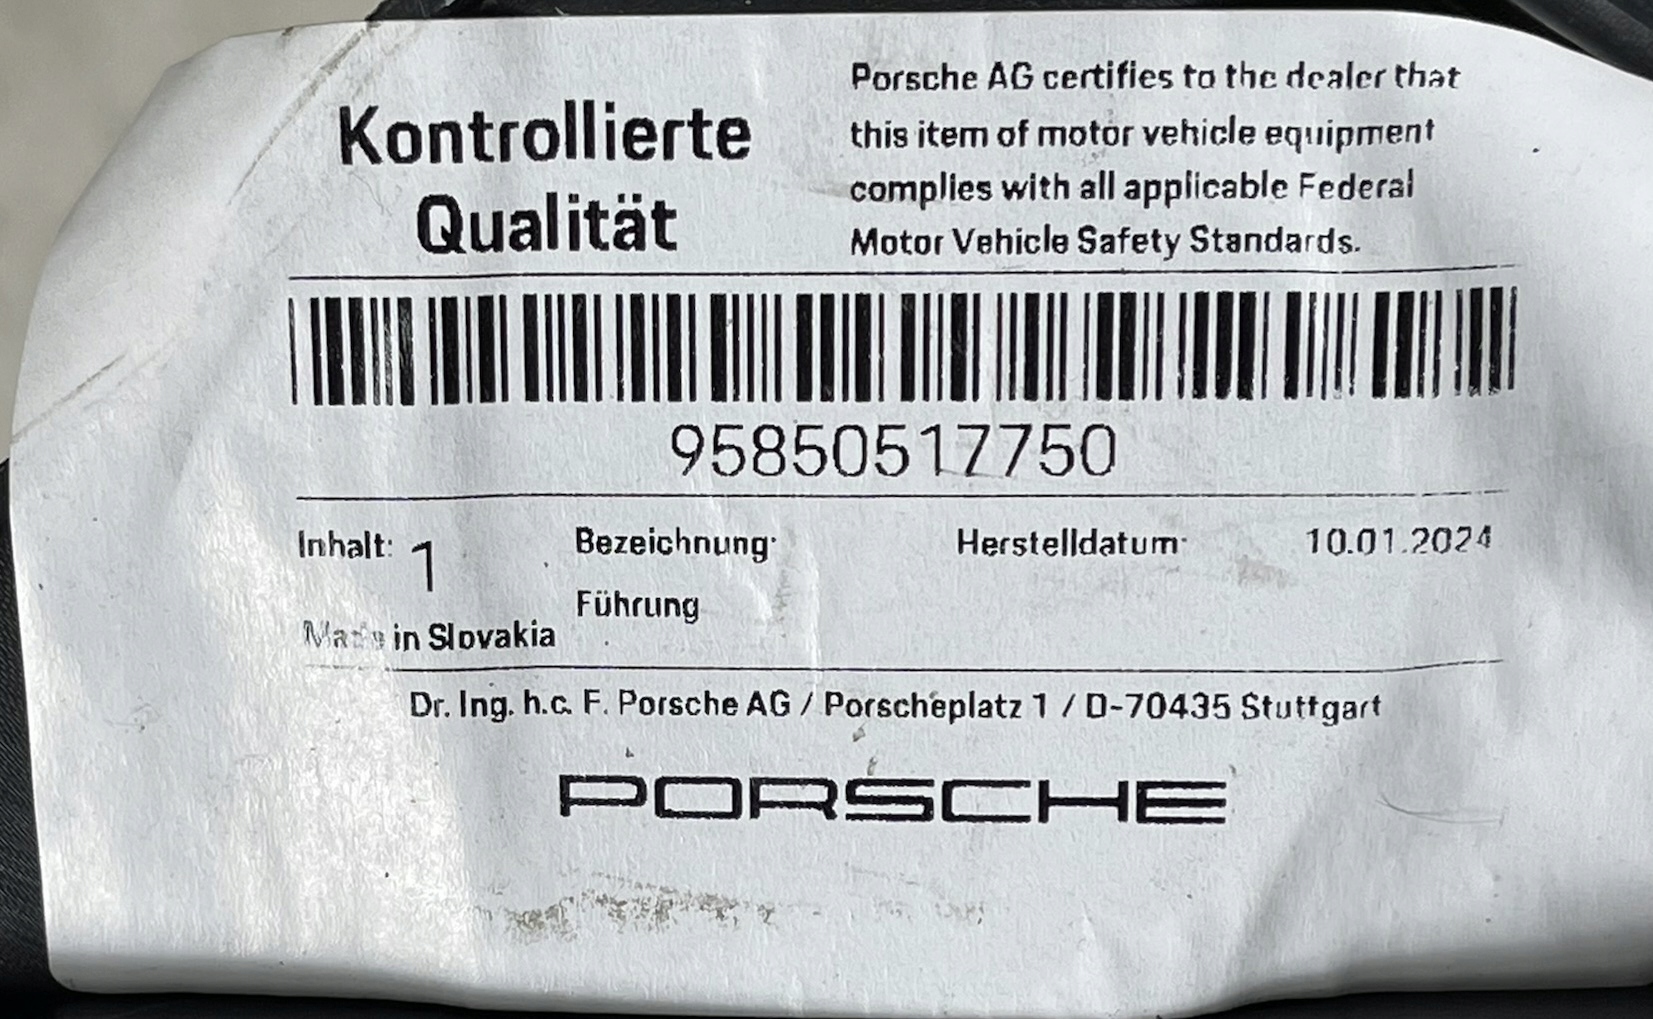 Kontrollierte
Qualität
Porsche AG certifies to the dealer that
this item of motor vehicle equipment
complies with all applicable Federal
Motor Vehicle Safety Standards.
95850517750
Inhalt: 1
Bezeichnung:
Führung
Herstelldatum: 10.01.2024
Made in Slovakia
Dr. Ing. h.c. F. Porsche AG / Porscheplatz 1 / D-70435 Stuttgart
PORSCHE